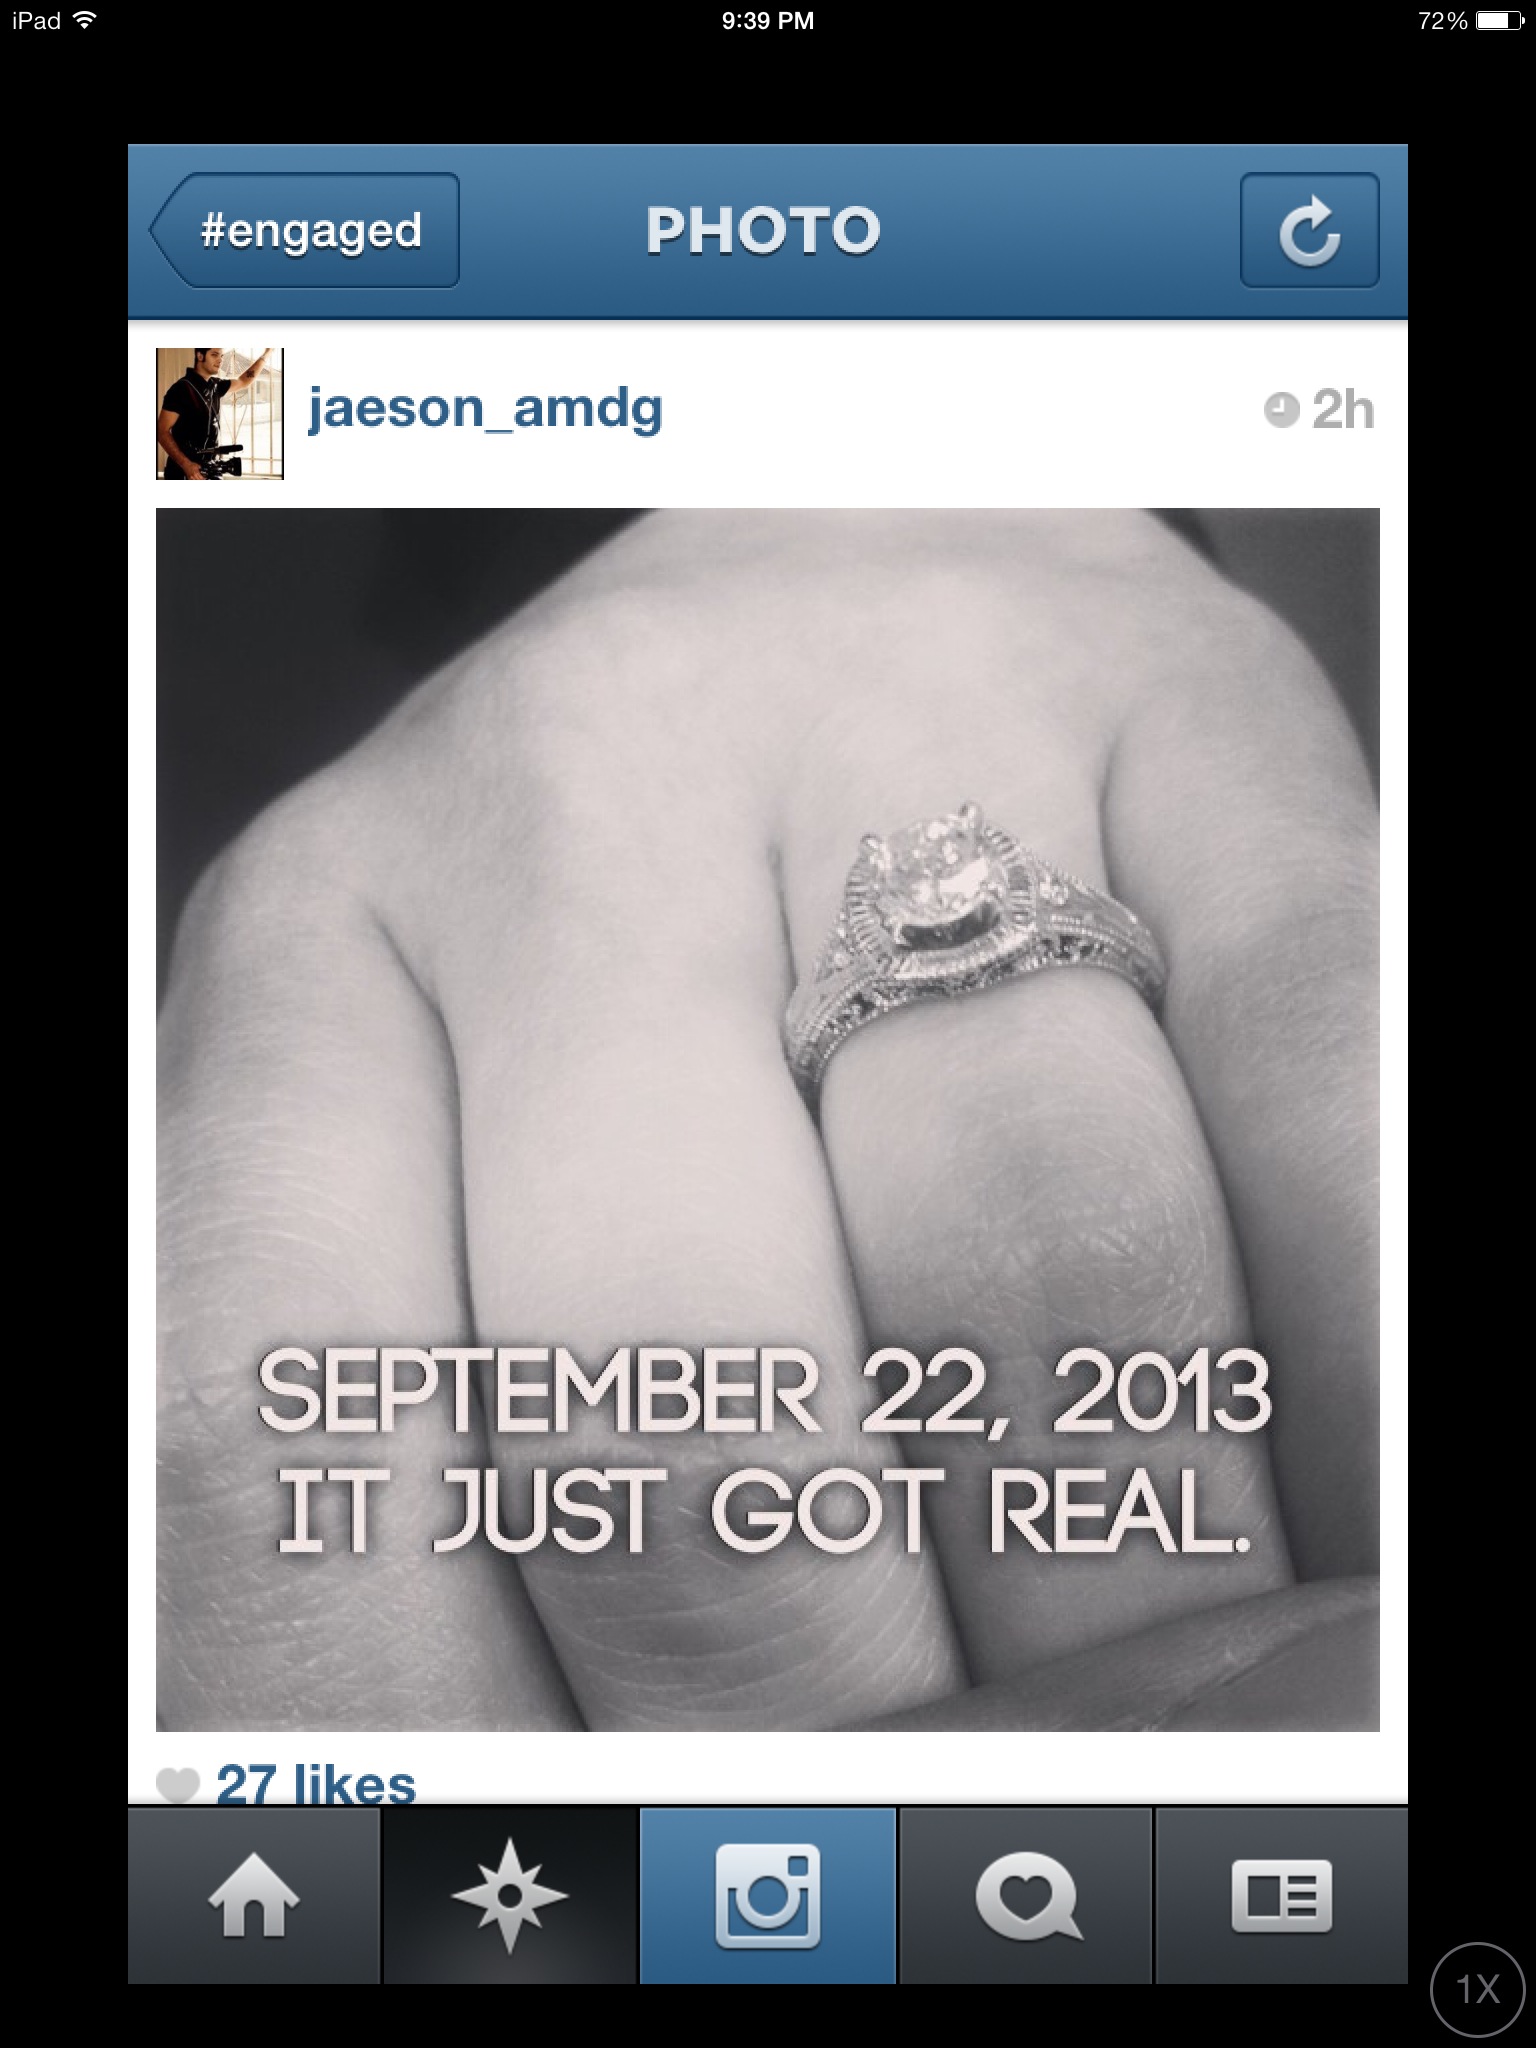 iPad 9:39 PM 72%
#engaged PHOTO
jaeson_amdg 2h
SEPTEMBER 22, 2013
IT JUST GOT REAL.
27 likes
1X